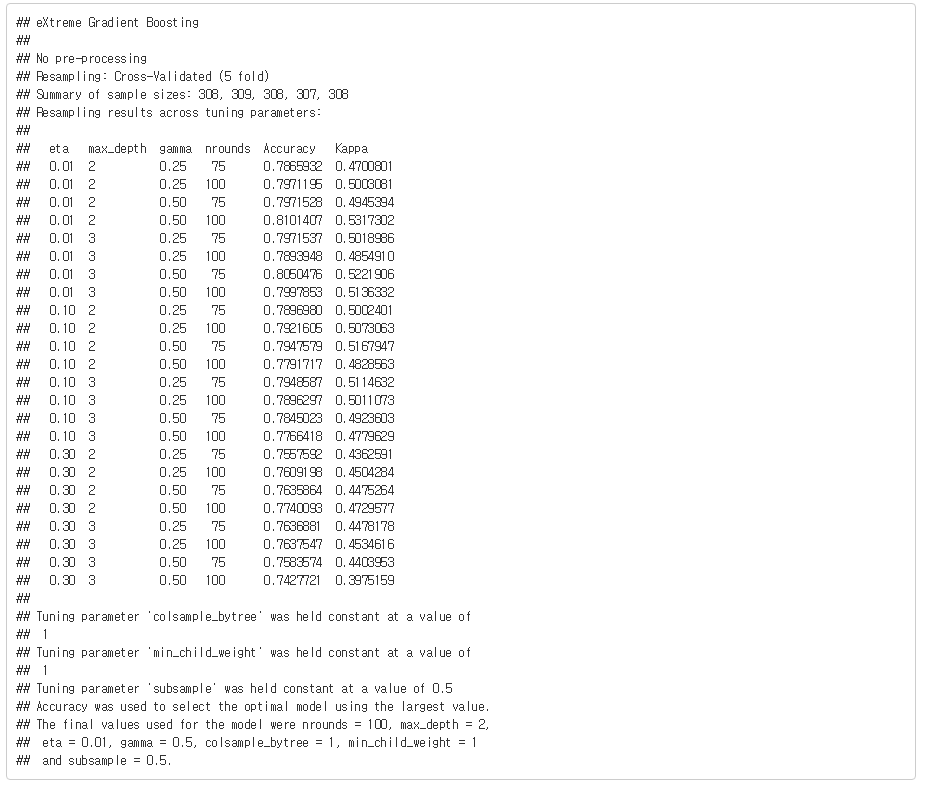 ## eXtreme Gradient Boosting
##
## No pre-processing
## Resampling: Cross-Validated (5 fold)
## Summary of sample sizes: 308, 309, 308, 307, 308
## Resampling results across tuning parameters:
##
##   eta   max_depth  gamma  nrounds  Accuracy   Kappa
##   0.01  2          0.25    75      0.7865932  0.4700801
##   0.01  2          0.25   100      0.7971195  0.5003081
##   0.01  2          0.50    75      0.7971528  0.4945394
##   0.01  2          0.50   100      0.8101407  0.5317302
##   0.01  3          0.25    75      0.7971537  0.5018986
##   0.01  3          0.25   100      0.7893948  0.4854910
##   0.01  3          0.50    75      0.8050476  0.5221906
##   0.01  3          0.50   100      0.7997853  0.5136332
##   0.10  2          0.25    75      0.7896980  0.5002401
##   0.10  2          0.25   100      0.7921605  0.5073063
##   0.10  2          0.50    75      0.7947579  0.5167947
##   0.10  2          0.50   100      0.7791717  0.4828563
##   0.10  3          0.25    75      0.7948587  0.5114632
##   0.10  3          0.25   100      0.7896297  0.5011073
##   0.10  3          0.50    75      0.7845023  0.4923603
##   0.10  3          0.50   100      0.7766418  0.4779629
##   0.30  2          0.25    75      0.7557592  0.4362591
##   0.30  2          0.25   100      0.7609198  0.4504284
##   0.30  2          0.50    75      0.7635864  0.4475264
##   0.30  2          0.50   100      0.7740093  0.4729577
##   0.30  3          0.25    75      0.7636881  0.4478178
##   0.30  3          0.25   100      0.7637547  0.4534616
##   0.30  3          0.50    75      0.7583574  0.4403953
##   0.30  3          0.50   100      0.7427721  0.3975159
##
## Tuning parameter 'colsample_bytree' was held constant at a value of
##  1
## Tuning parameter 'min_child_weight' was held constant at a value of
##  1
## Tuning parameter 'subsample' was held constant at a value of 0.5
## Accuracy was used to select the optimal model using the largest value.
## The final values used for the model were nrounds = 100, max_depth = 2,
##  eta = 0.01, gamma = 0.5, colsample_bytree = 1, min_child_weight = 1
##  and subsample = 0.5.